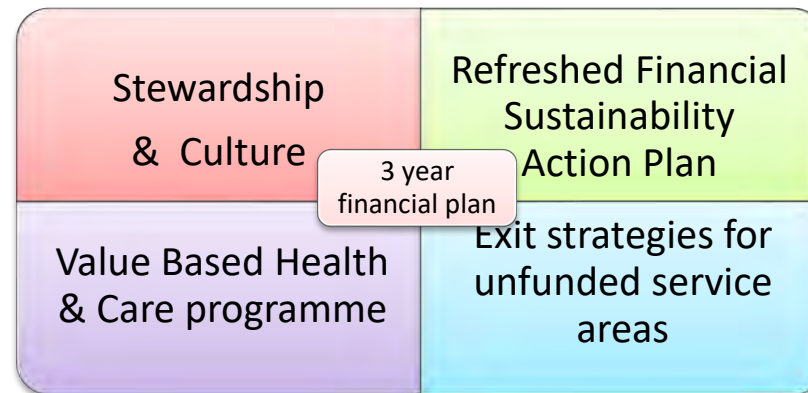 Stewardship
& Culture
Refreshed Financial
Sustainability
Action Plan
3 year
financial plan
Value Based Health
& Care programme
Exit strategies for
unfunded service
areas